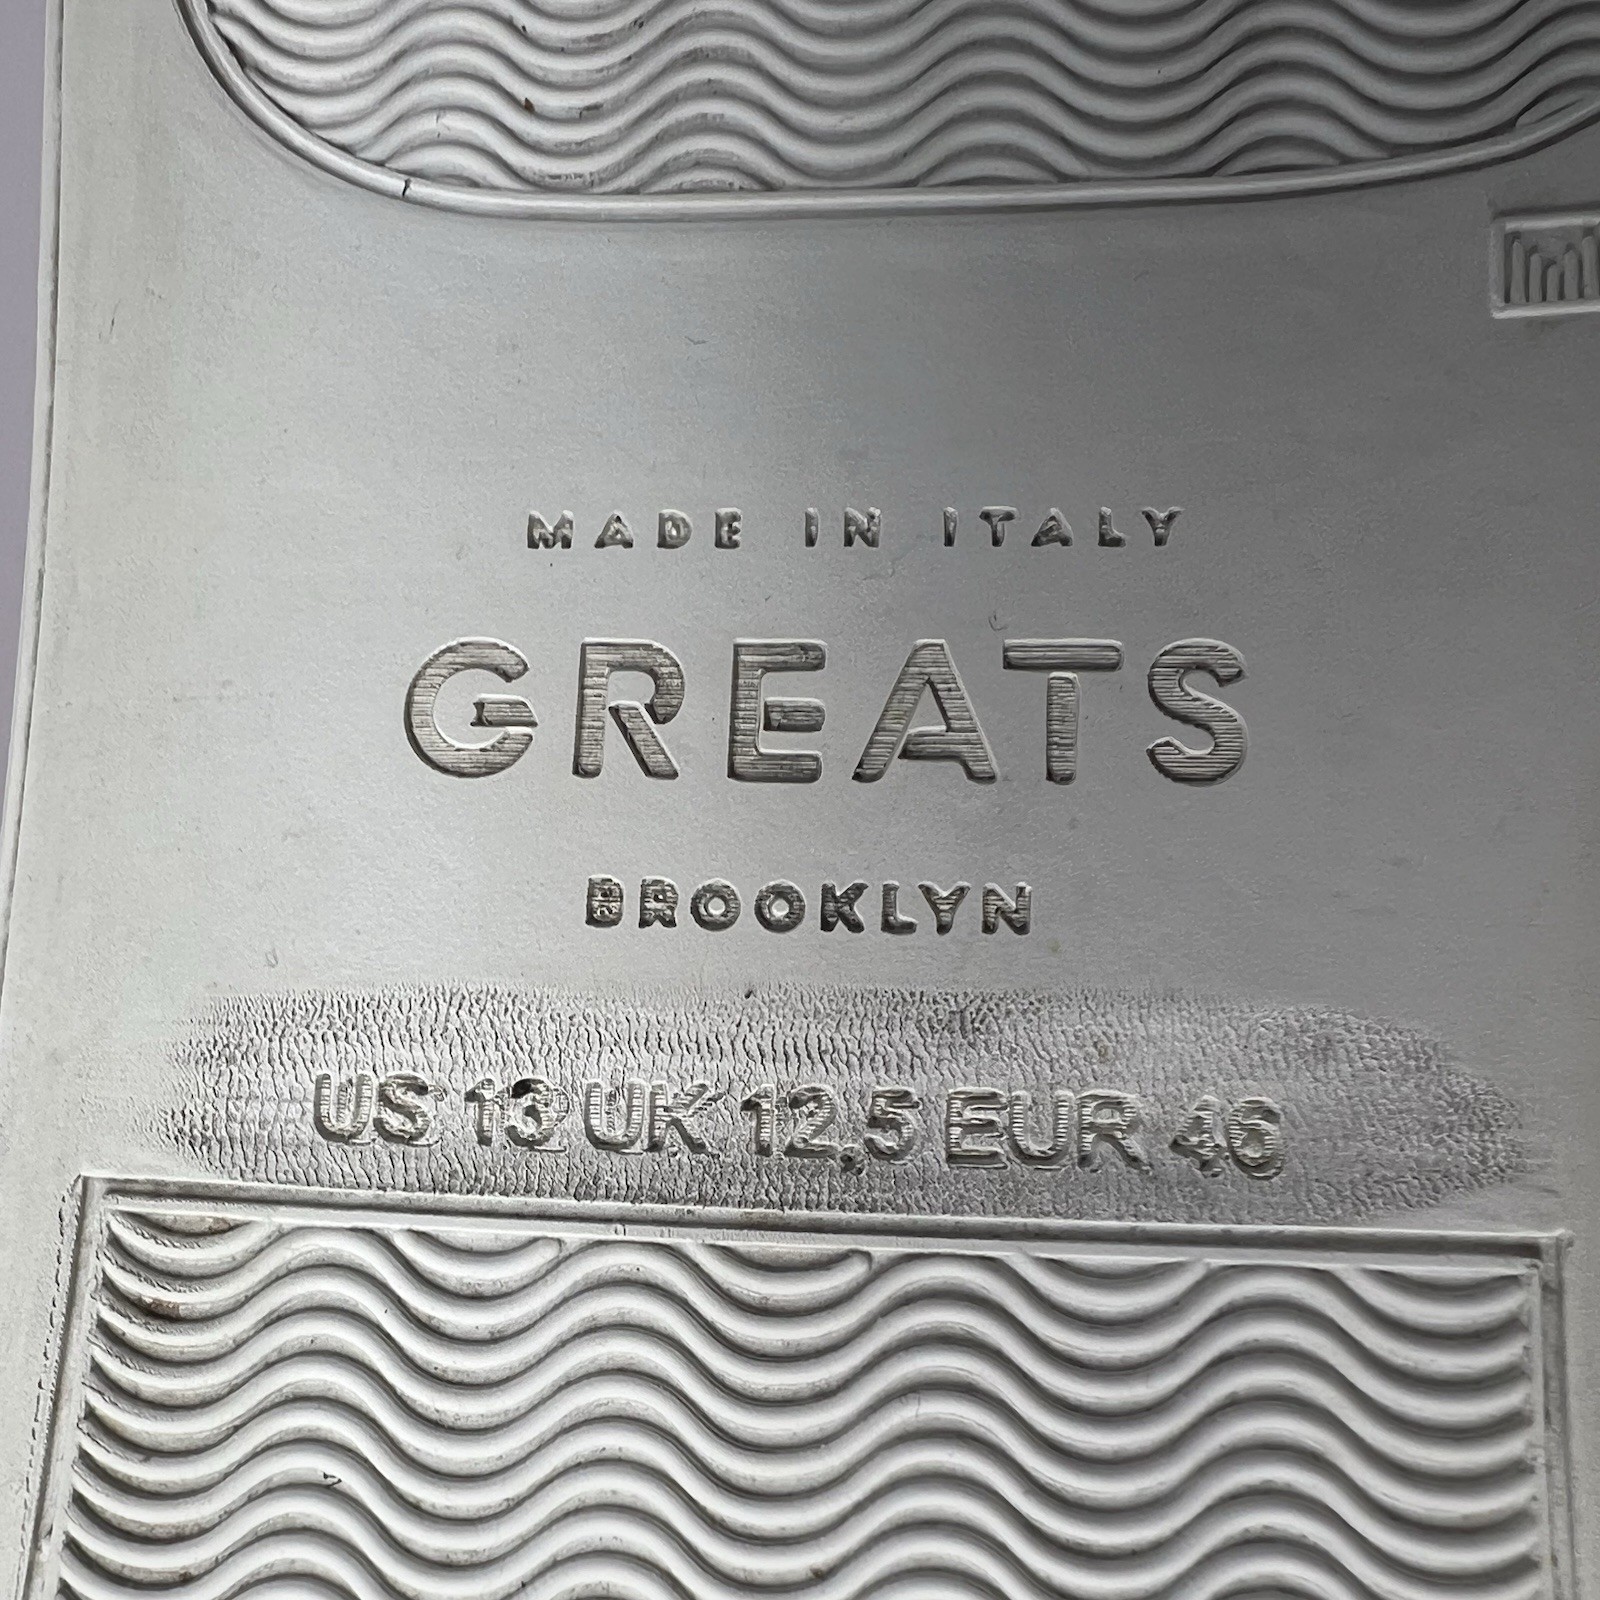 MADE IN ITALY
GREATS
BROOKLYN
US 13 UK 12,5 EUR 46